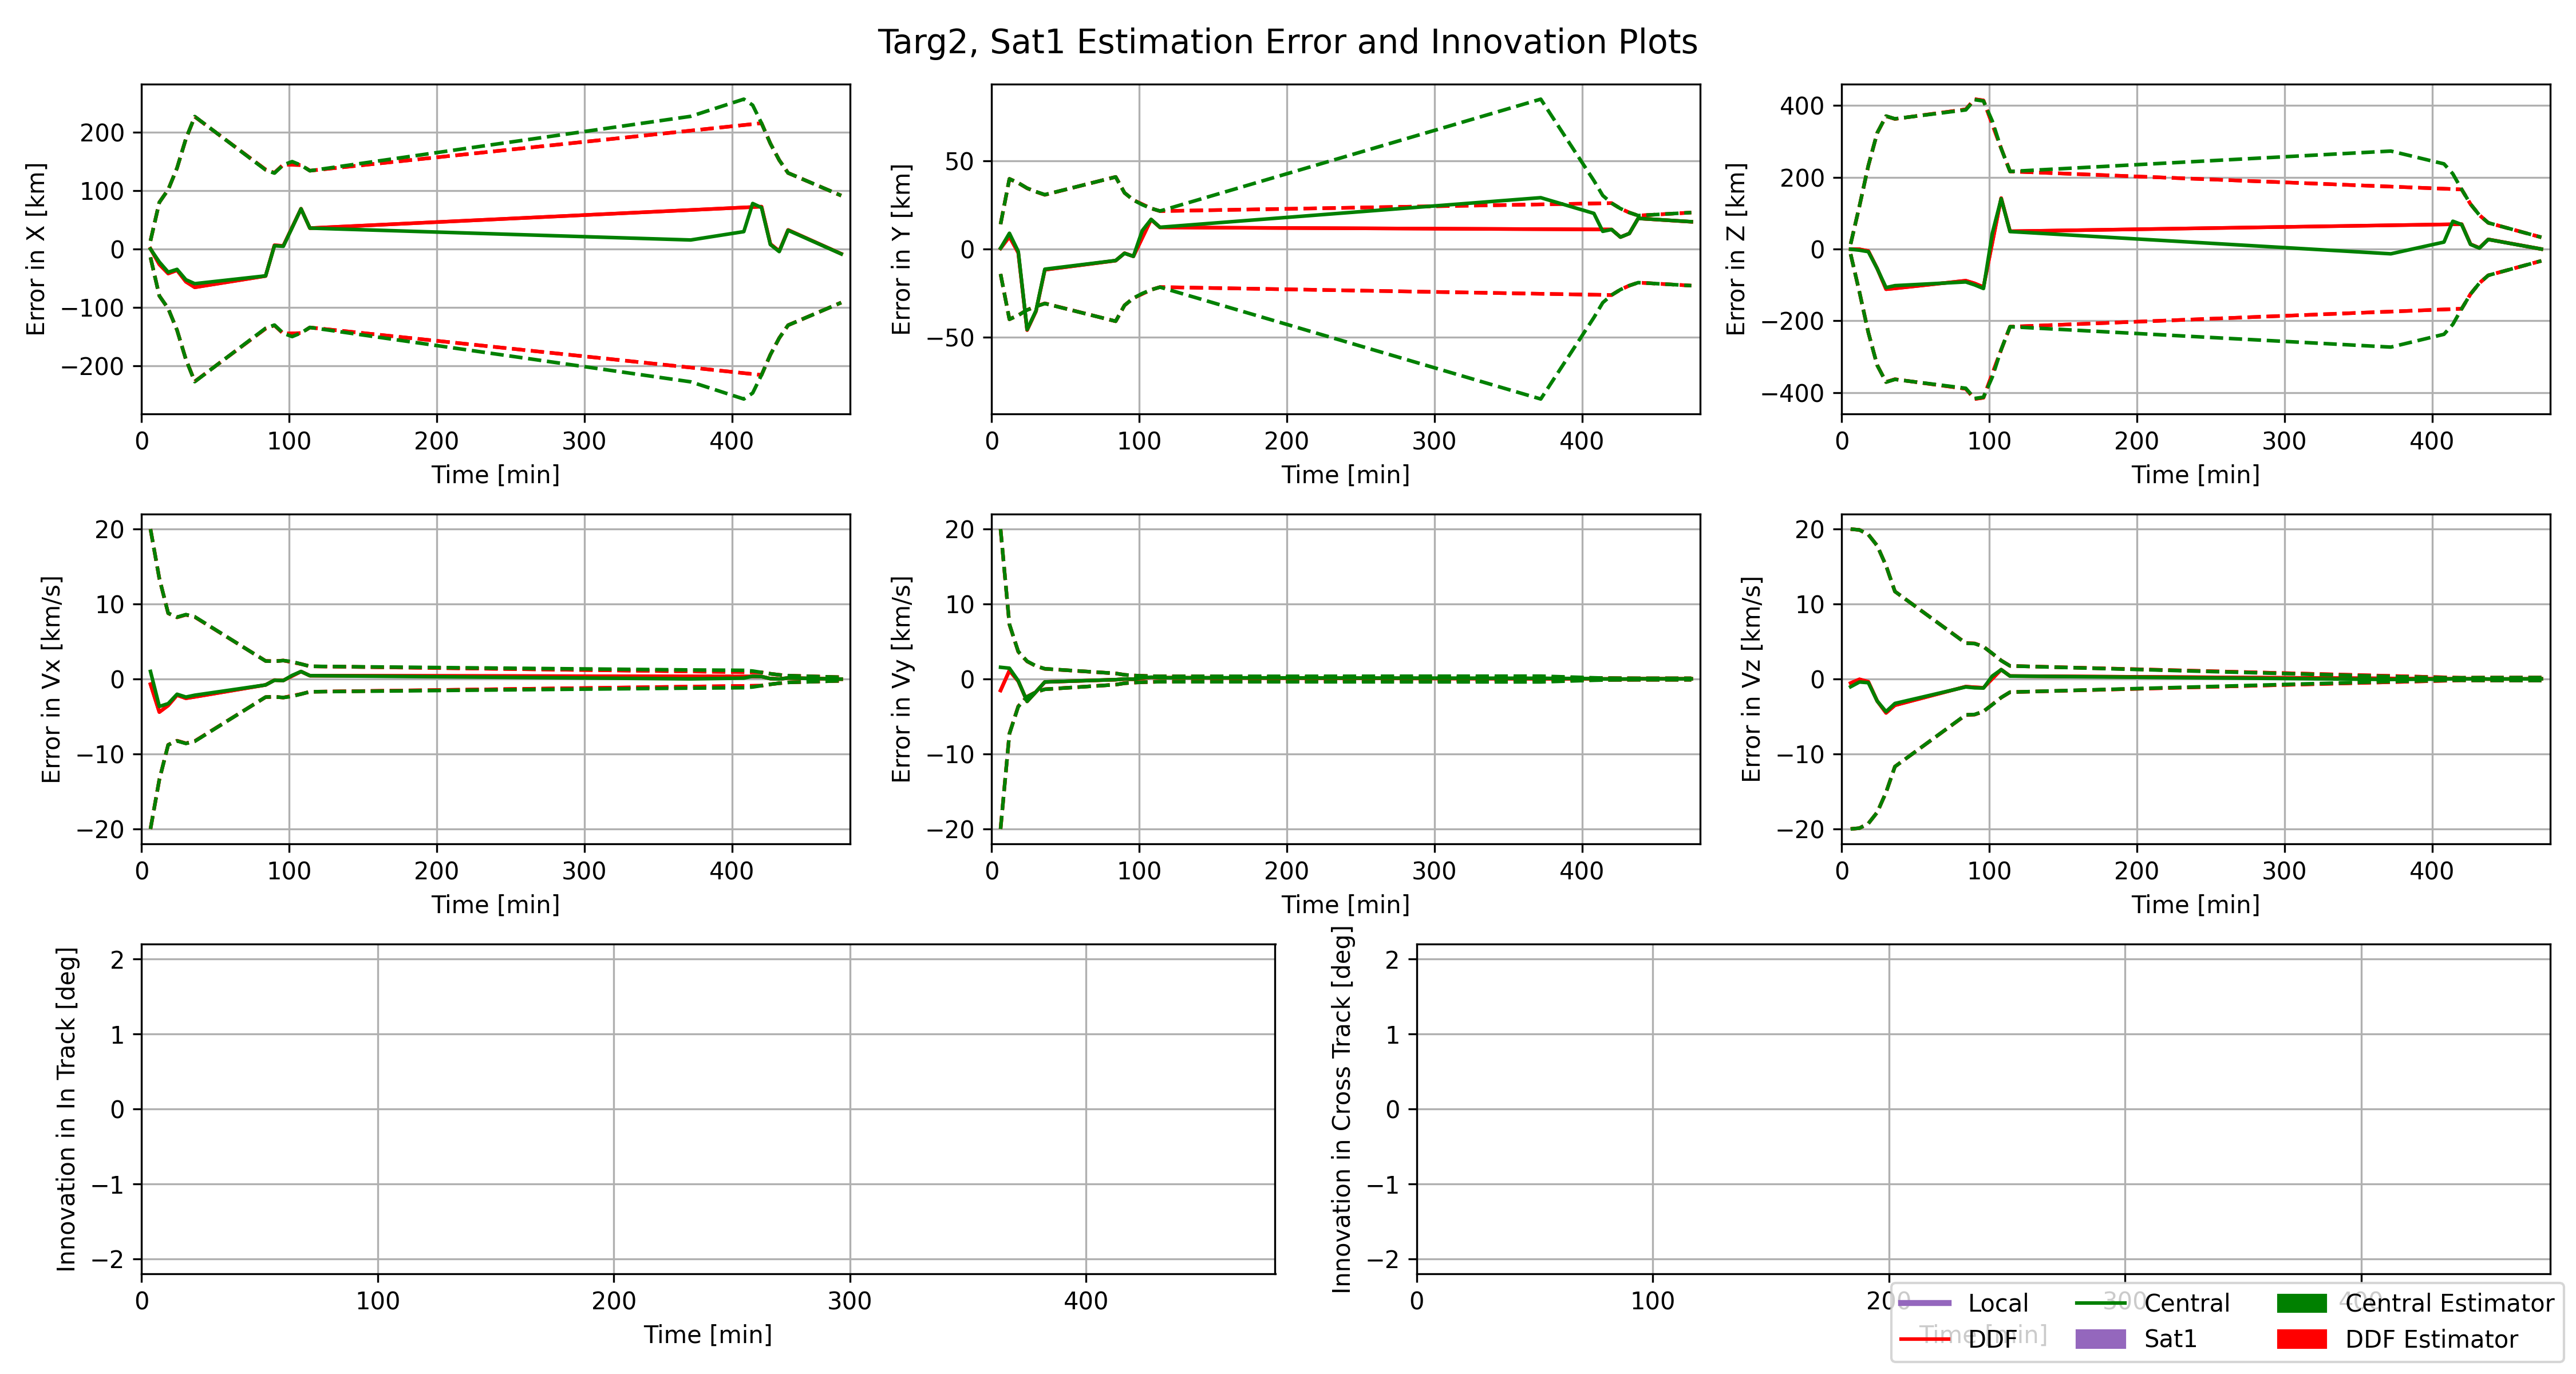 Targ2, Sat1 Estimation Error and Innovation Plots
Error in X [km]
200
100
0
−100
−200
0 100 200 300 400
Time [min]
Error in Y [km]
50
0
−50
0 100 200 300 400
Time [min]
Error in Z [km]
400
200
0
−200
−400
0 100 200 300 400
Time [min]
Error in Vx [km/s]
20
10
0
−10
−20
0 100 200 300 400
Time [min]
Error in Vy [km/s]
20
10
0
−10
−20
0 100 200 300 400
Time [min]
Error in Vz [km/s]
20
10
0
−10
−20
0 100 200 300 400
Time [min]
Innovation in In Track [deg]
2
1
0
−1
−2
0 100 200 300 400
Time [min]
Innovation in Cross Track [deg]
2
1
0
−1
−2
0 100 200 300 400
Time [min]
Local
DDF
Central
Sat1
Central Estimator
DDF Estimator